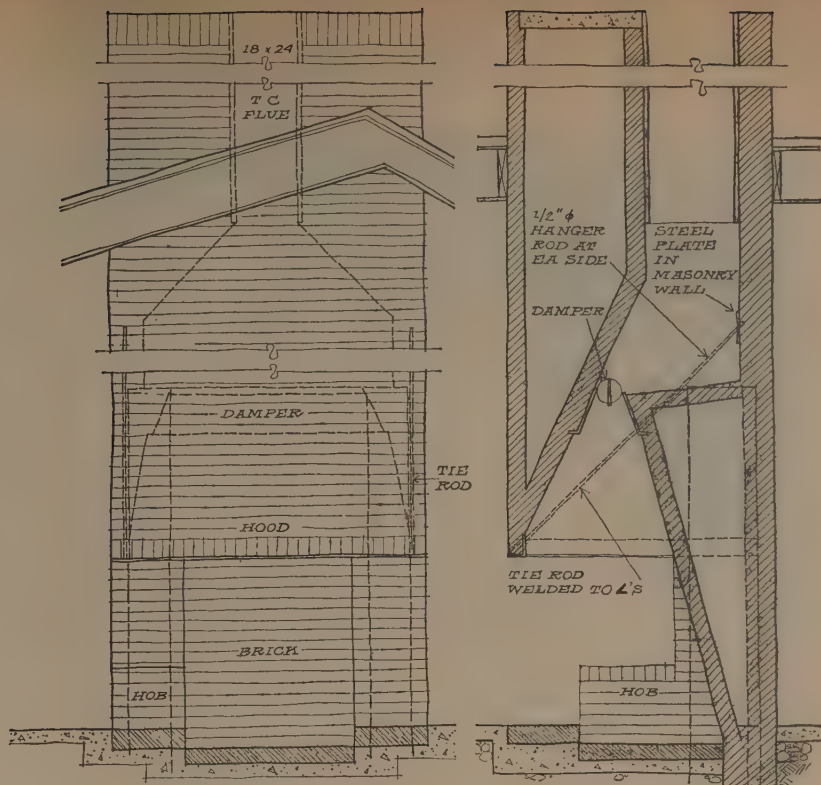 18 x 24
T C
FLUE
DAMPER
TIE
ROD
HOOD
BRICK
HOB
1/2" φ
HANGER
ROD AT
EA SIDE
STEEL
PLATE
IN
MASONRY
WALL
DAMPER
TIE ROD
WELDED TO ∠'S
HOB